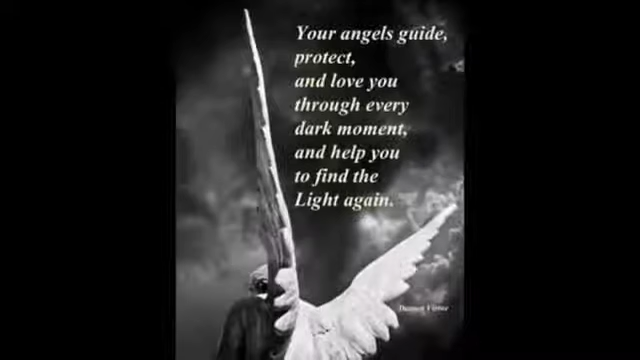 Your angels guide,
protect,
and love you
through every
dark moment,
and help you
to find the
Light again.